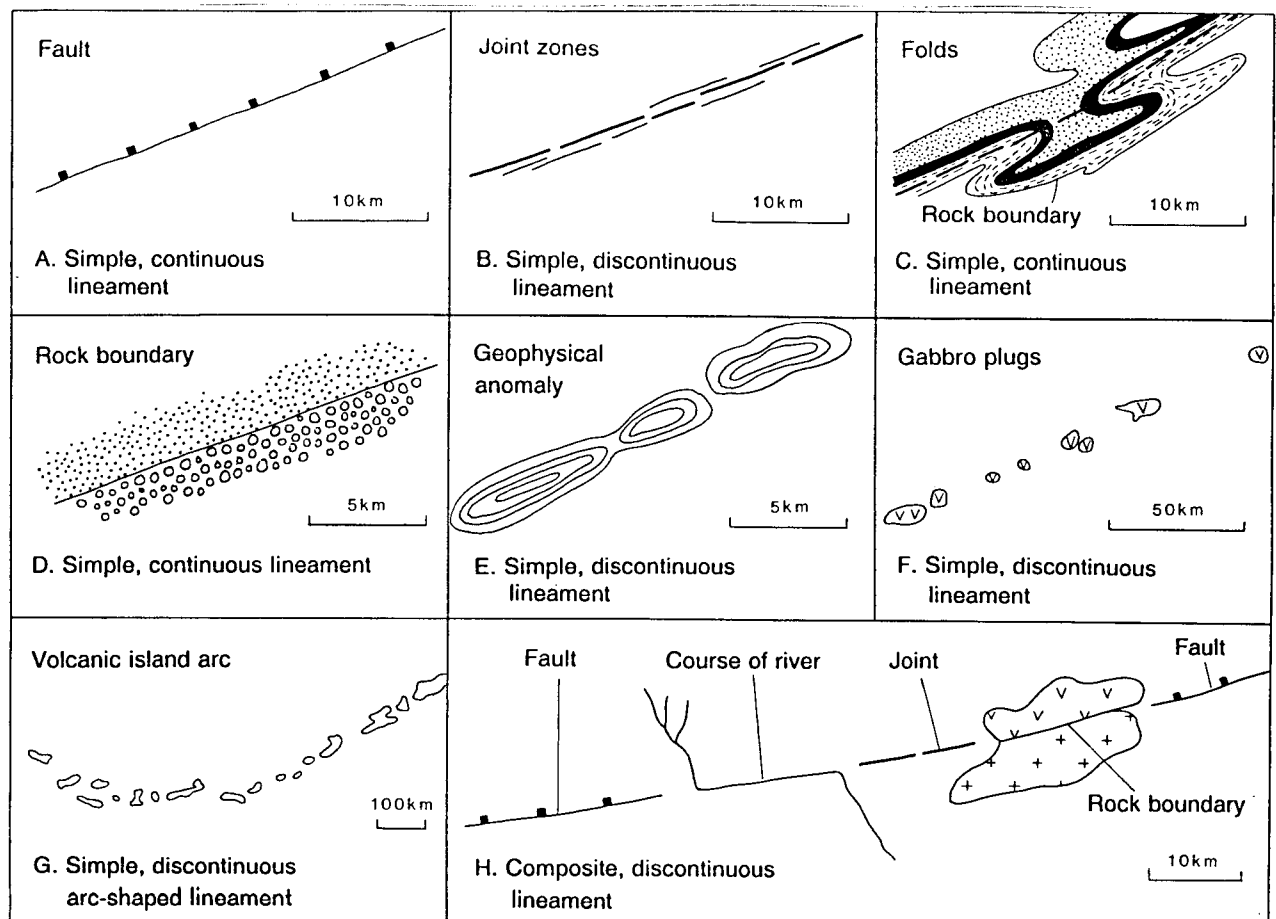 Fault
10km
A. Simple, continuous
lineament
Joint zones
10km
B. Simple, discontinuous
lineament
Folds
Rock boundary
10km
C. Simple, continuous
lineament
Rock boundary
5km
D. Simple, continuous lineament
Geophysical
anomaly
5km
E. Simple, discontinuous
lineament
Gabbro plugs
50km
F. Simple, discontinuous
lineament
Volcanic island arc
100km
G. Simple, discontinuous
arc-shaped lineament
Fault
Course of river
Joint
Fault
Rock boundary
10km
H. Composite, discontinuous
lineament